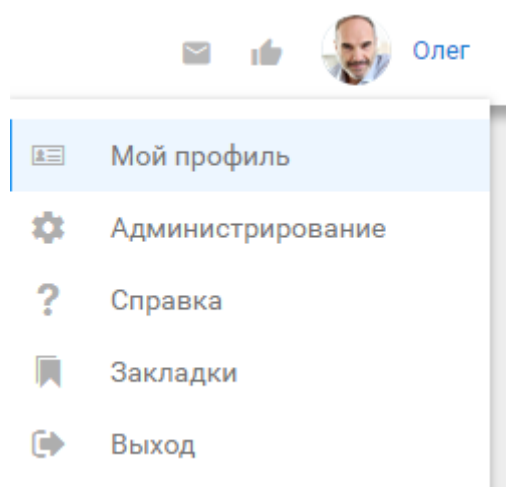 Олег
Мой профиль
Администрирование
Справка
Закладки
Выход